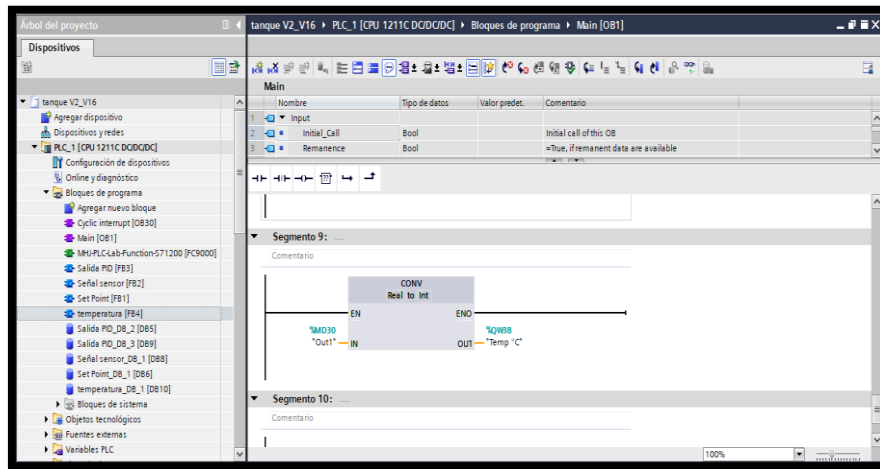 Árbol del proyecto
tanque V2_V16 ▸ PLC_1 [CPU 1211C DC/DC/DC] ▸ Bloques de programa ▸ Main [OB1]
Dispositivos
tanque V2_V16
Agregar dispositivo
Dispositivos y redes
PLC_1 [CPU 1211C DC/DC/DC]
Configuración de dispositivos
Online y diagnóstico
Bloques de programa
Agregar nuevo bloque
Cyclic interrupt [OB30]
Main [OB1]
MHJ-PLC-Lab-Function-S71200 [FC9000]
Salida PID [FB3]
Señal sensor [FB2]
Set Point [FB1]
temperatura [FB4]
Salida PID_DB_2 [DB5]
Salida PID_DB_3 [DB9]
Señal sensor_DB_1 [DB8]
Set Point_DB_1 [DB6]
temperatura_DB_1 [DB10]
Bloques de sistema
Objetos tecnológicos
Fuentes externas
Variables PLC
Main
Nombre Tipo de datos Valor predet. Comentario
1 Input
2 Initial_Call Bool Initial call of this OB
3 Remanence Bool =True, if remanent data are available
Segmento 9: ....
Comentario
CONV
Real to Int
EN ENO
%MD30 %QW88
"Out1" IN OUT "Temp °C"
Segmento 10: ....
Comentario
100%